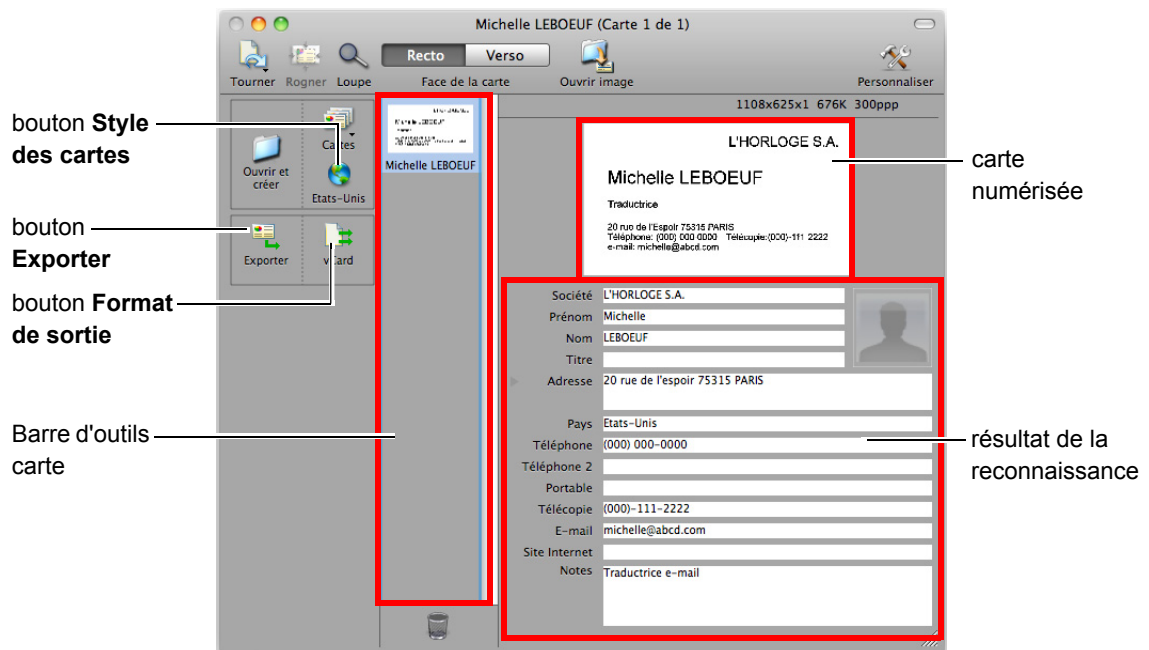 Michelle LEBOEUF (Carte 1 de 1)
Recto Verso
Tourner Rogner Loupe Face de la carte Ouvrir image Personnaliser
1108x625x1 676K 300ppp
bouton Style
des cartes
Cartes
Ouvrir et
créer
Etats-Unis
bouton
Exporter
Exporter vCard
bouton Format
de sortie
Barre d'outils
carte
Michelle LEBOEUF
L'HORLOGE S.A.
Michelle LEBOEUF
Traductrice
20 rue de l'Espoir 75315 PARIS
Téléphone: (000) 000 0000 Télécopie:(000)-111 2222
e-mail: michelle@abcd.com
carte
numérisée
Société L'HORLOGE S.A.
Prénom Michelle
Nom LEBOEUF
Titre
Adresse 20 rue de l'espoir 75315 PARIS
Pays Etats-Unis
Téléphone (000) 000-0000
Téléphone 2
Portable
Télécopie (000)-111-2222
E-mail michelle@abcd.com
Site Internet
Notes Traductrice e-mail
résultat de la
reconnaissance